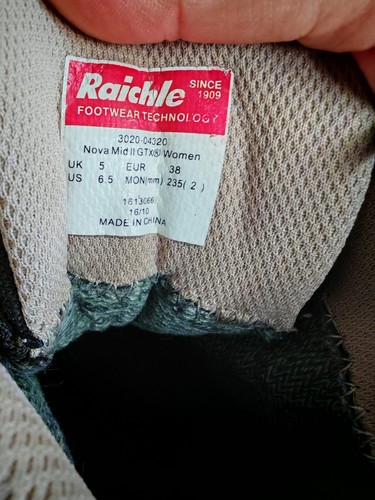 Raichle SINCE 1909
FOOTWEAR TECHNOLOGY
3020-04320
Nova Mid II GTX® Women
UK 5 EUR 38
US 6.5 MON(mm) 235( 2 )
1613066
16/10
MADE IN CHINA